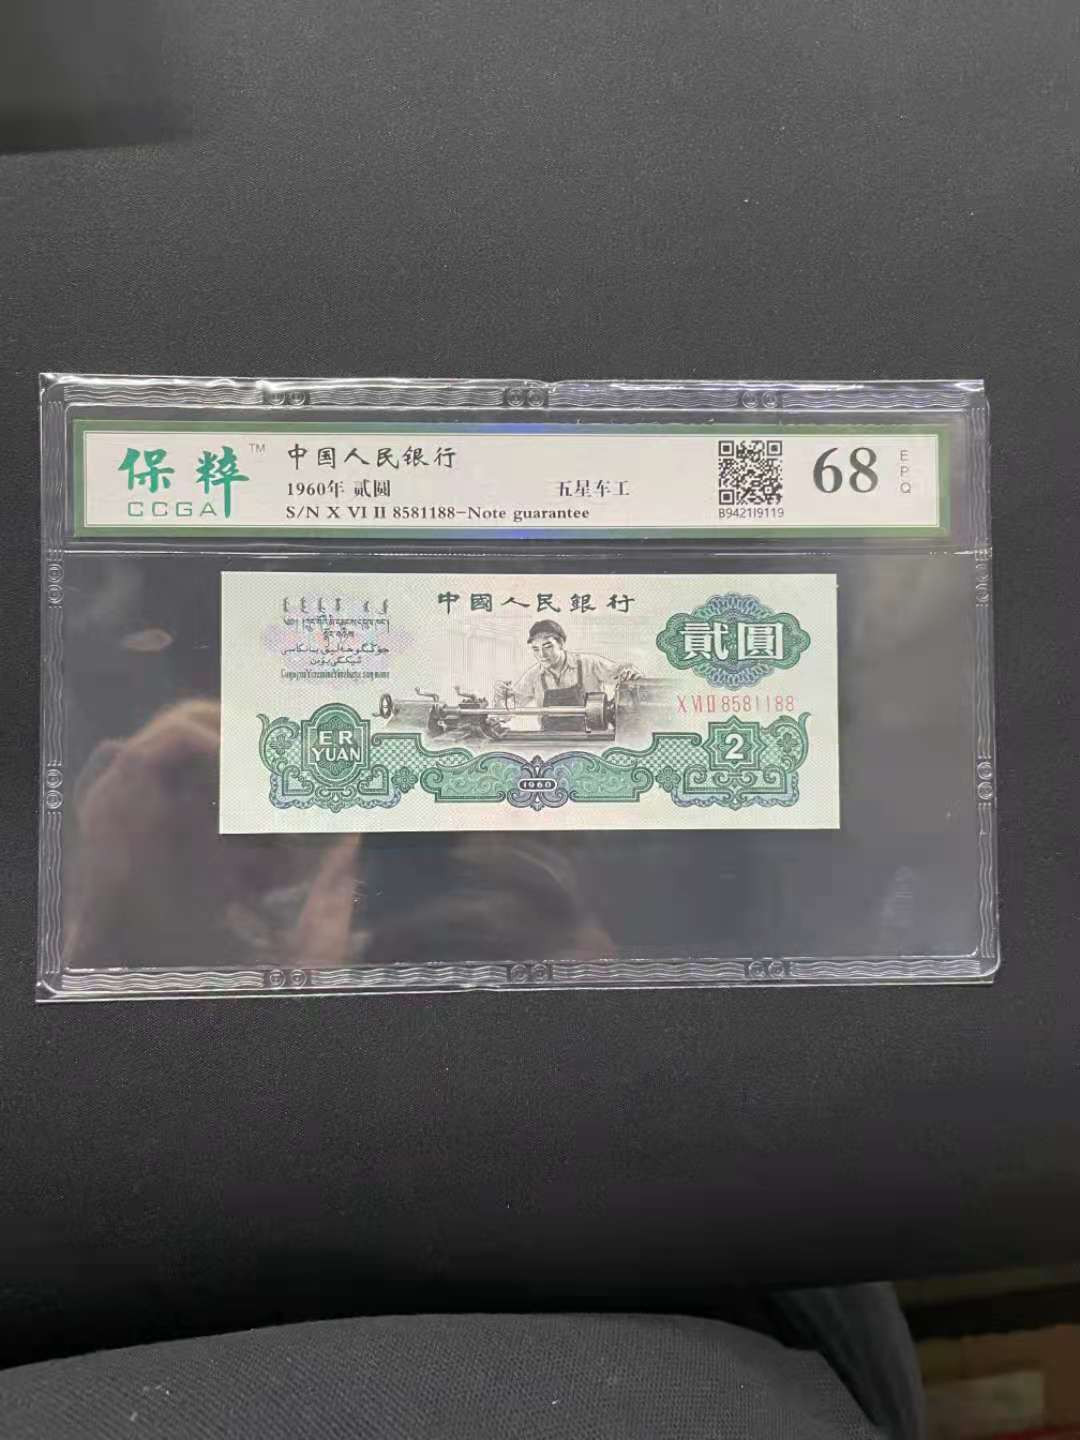 保粹™
CCGA
中国人民银行
1960年 贰圆 五星车工
S/N X VI II 8581188-Note guarantee
B942119119
68
EPQ
中國人民銀行
貳圓
X VI II 8581188
ER
YUAN
1960
2